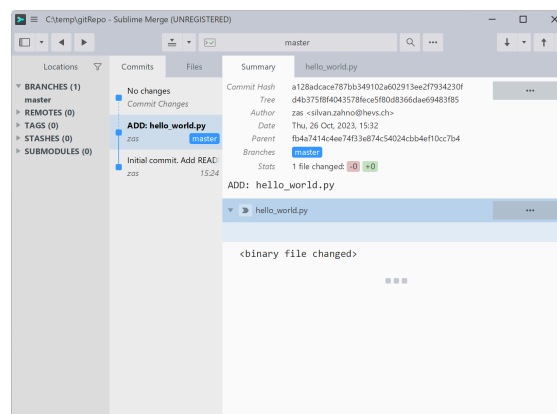 C:\temp\gitRepo - Sublime Merge (UNREGISTERED)
master
Locations
Commits
Files
Summary
hello_world.py
BRANCHES (1)
master
REMOTES (0)
TAGS (0)
STASHES (0)
SUBMODULES (0)
No changes
Commit Changes
ADD: hello_world.py
zas
master
Initial commit. Add READ
zas
15:24
Commit Hash a128adcace787bb349102a602913ee2f7934230f
Tree d4b375f8f4043578fece5f80d8366dae69483f85
Author zas <silvan.zahno@hevs.ch>
Date Thu, 26 Oct, 2023, 15:32
Parent fb4a7414c4ee74f33e874c54024cbb4ef10cc7b4
Branches master
Stats 1 file changed: -0 +0
ADD: hello_world.py
hello_world.py
<binary file changed>